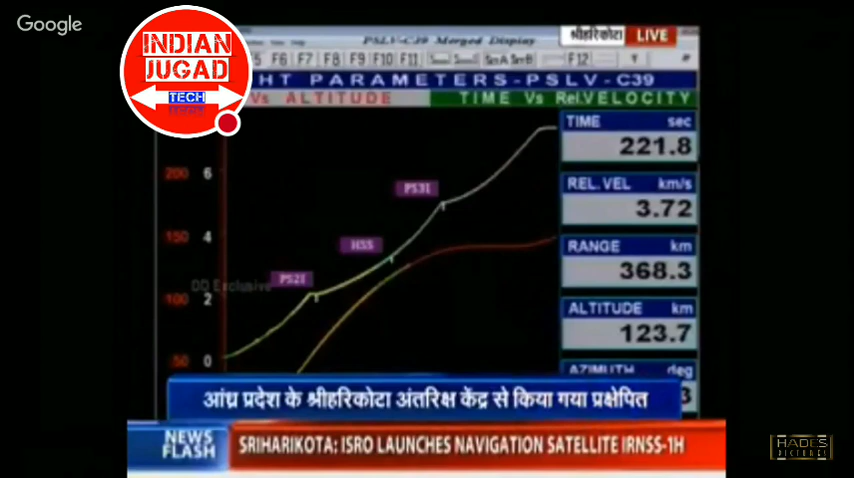 Google
INDIAN
JUGAD
TECH
PSLV-C39 Merged Display
श्रीहरिकोटा LIVE
F6 F7 F8 F9 F10 F11 F12
HT PARAMETERS-PSLV-C39
Vs ALTITUDE TIME Vs Rel.VELOCITY
TIME sec
221.8
200 6
PS3I
REL.VEL km/s
3.72
150 4
HSS
RANGE km
368.3
DD Exclusive
PS2I
100 2
ALTITUDE km
123.7
50 0
AZIMUTH deg
3
आंध्र प्रदेश के श्रीहरिकोटा अंतरिक्ष केंद्र से किया गया प्रक्षेपित
NEWS
FLASH
SRIHARIKOTA: ISRO LAUNCHES NAVIGATION SATELLITE IRNSS-1H
HADES
PICTURES